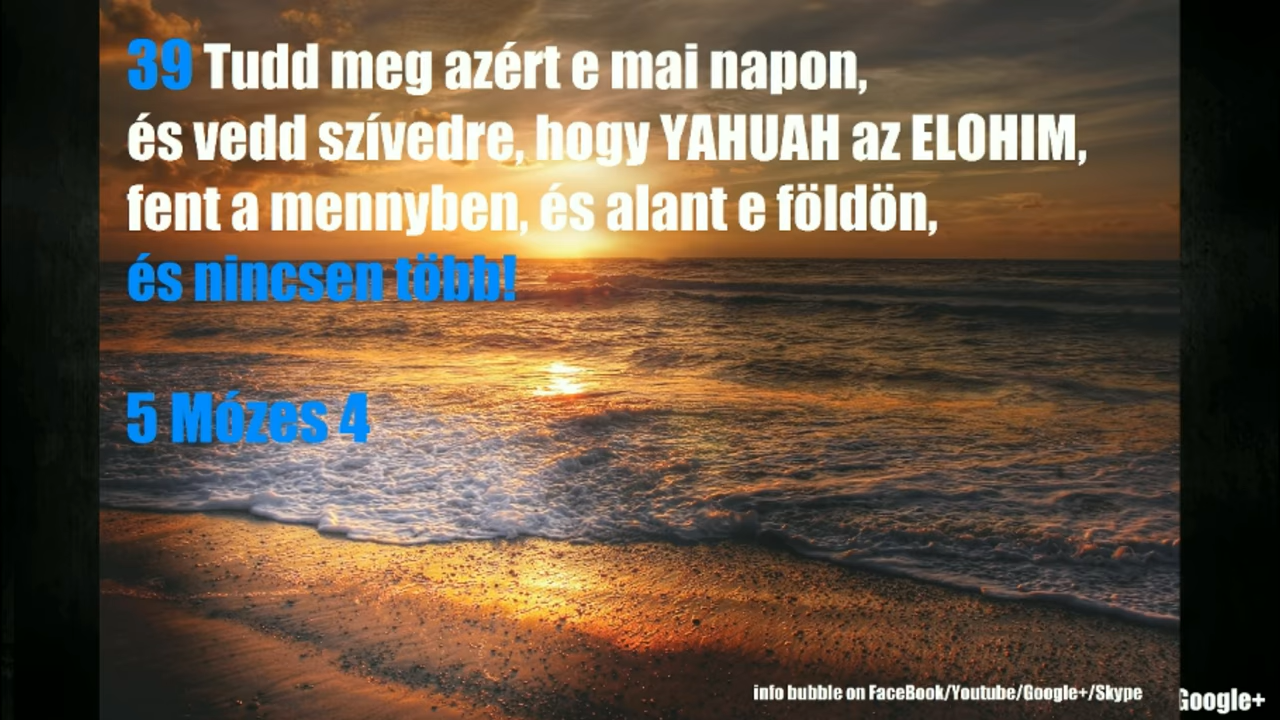 39 Tudd meg azért e mai napon,
és vedd szívedre, hogy YAHUAH az ELOHIM,
fent a mennyben, és alant e földön,
és nincsen több!
5 Mózes 4
info bubble on FaceBook/Youtube/Google+/Skype
Google+